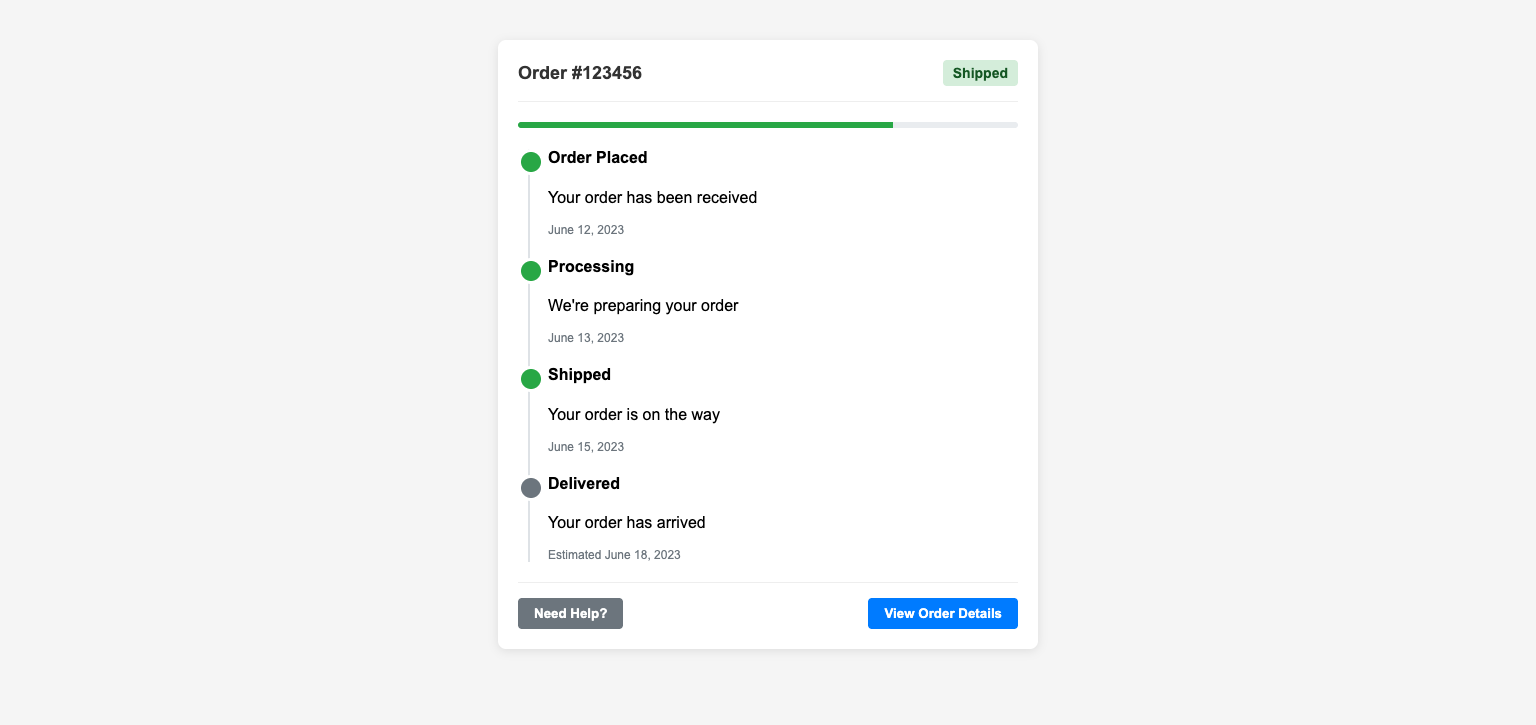 Order #123456
Shipped
Order Placed
Your order has been received
June 12, 2023
Processing
We're preparing your order
June 13, 2023
Shipped
Your order is on the way
June 15, 2023
Delivered
Your order has arrived
Estimated June 18, 2023
Need Help?
View Order Details